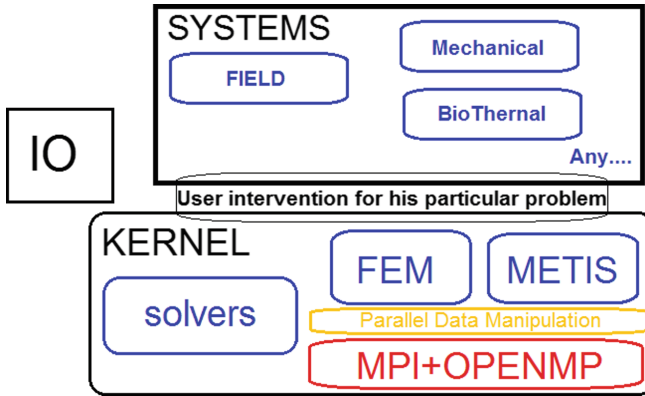 SYSTEMS
FIELD
Mechanical
BioThernal
Any....
IO
User intervention for his particular problem
KERNEL
solvers
FEM
METIS
Parallel Data Manipulation
MPI+OPENMP